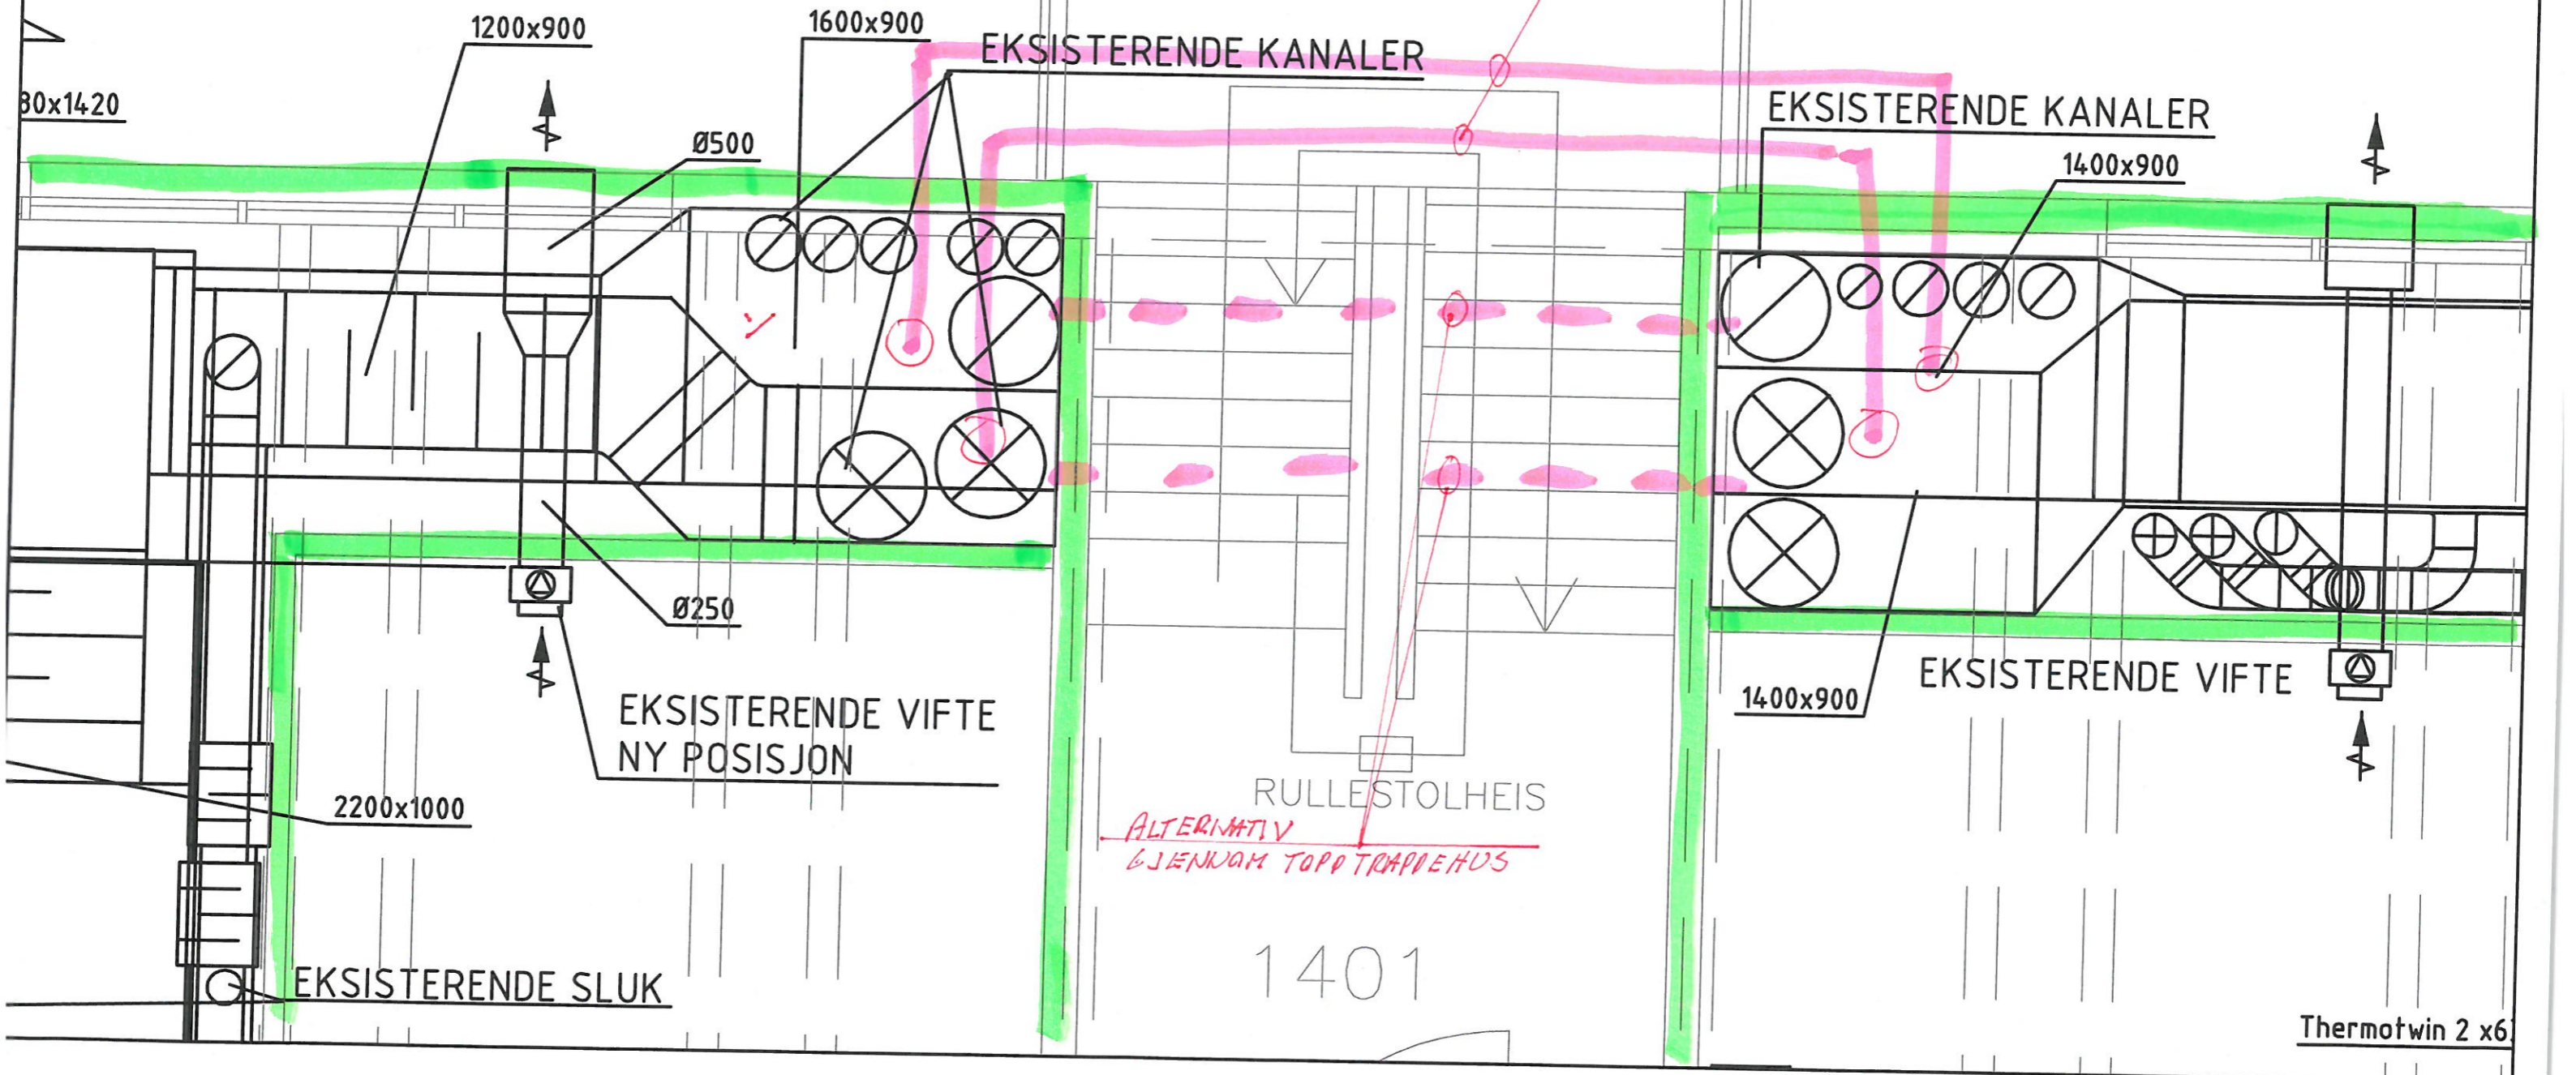 1200x900
1600x900
EKSISTERENDE KANALER
80x1420
Ø500
EKSISTERENDE KANALER
1400x900
Ø250
EKSISTERENDE VIFTE
NY POSISJON
EKSISTERENDE VIFTE
1400x900
RULLESTOLHEIS
2200x1000
ALTERNATIV
GJENNOM TOPP TRAPPEHUS
1401
EKSISTERENDE SLUK
Thermotwin 2 x6